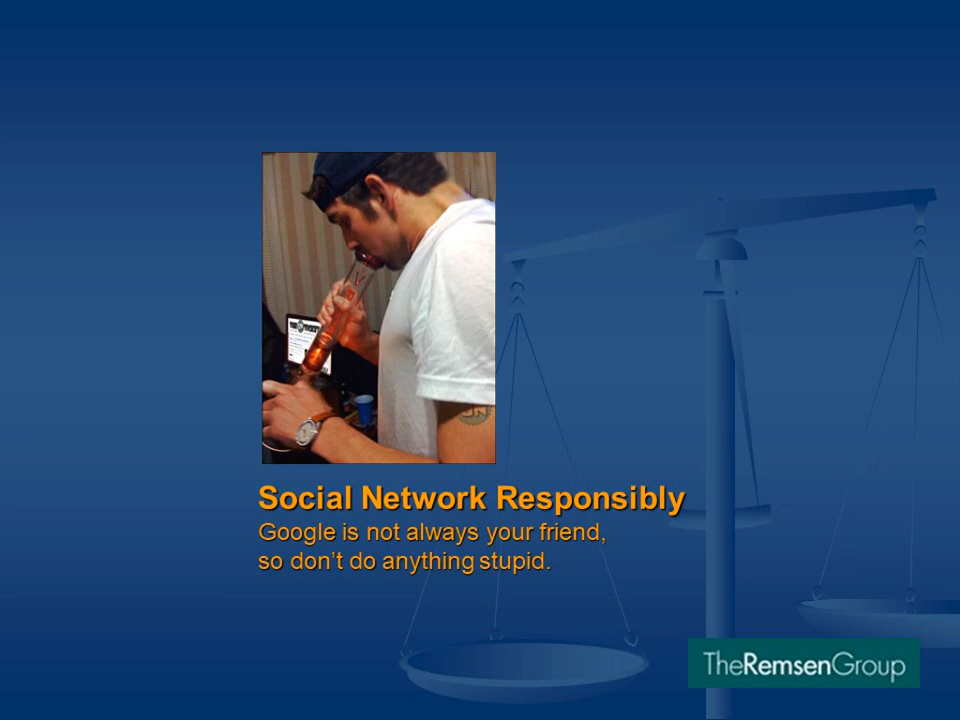 Social Network Responsibly
Google is not always your friend,
so don’t do anything stupid.
TheRemsenGroup